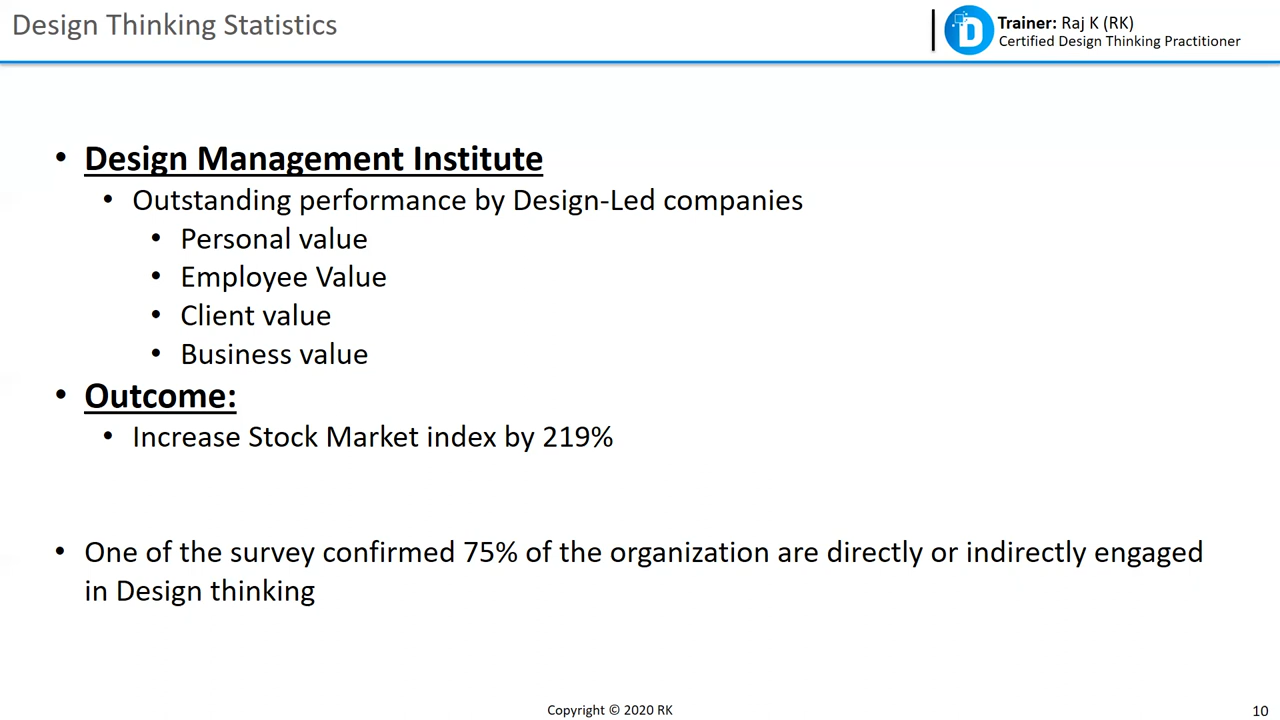 Design Thinking Statistics
D
Trainer: Raj K (RK)
Certified Design Thinking Practitioner
• Design Management Institute
• Outstanding performance by Design-Led companies
• Personal value
• Employee Value
• Client value
• Business value
• Outcome:
• Increase Stock Market index by 219%
• One of the survey confirmed 75% of the organization are directly or indirectly engaged
in Design thinking
Copyright © 2020 RK
10